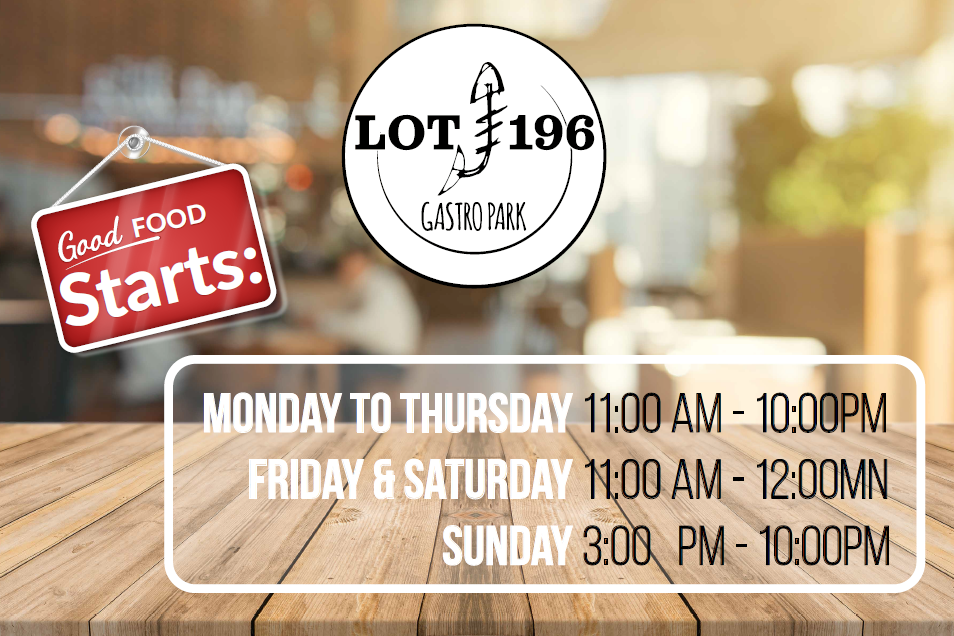 LOT 196
GASTRO PARK
Good FOOD
Starts:
MONDAY TO THURSDAY 11:00 AM - 10:00PM
FRIDAY & SATURDAY 11:00 AM - 12:00MN
SUNDAY 3:00 PM - 10:00PM